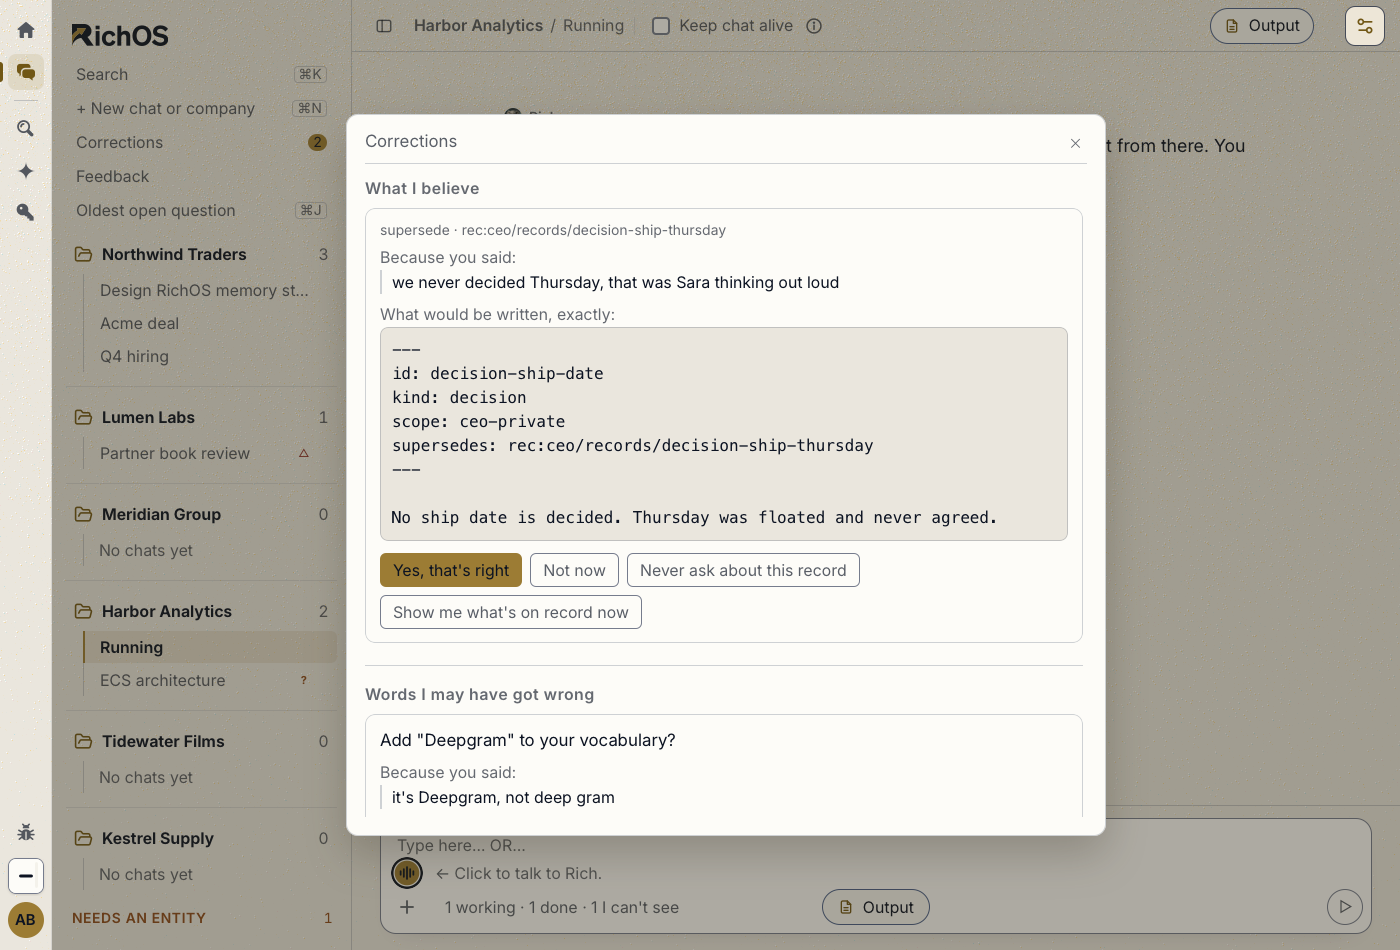 RichOS
Search ⌘K
+ New chat or company ⌘N
Corrections 2
Feedback
Oldest open question ⌘J
Northwind Traders 3
Design RichOS memory st...
Acme deal
Q4 hiring
Lumen Labs 1
Partner book review
Meridian Group 0
No chats yet
Harbor Analytics 2
Running
ECS architecture ?
Tidewater Films 0
No chats yet
Kestrel Supply 0
No chats yet
NEEDS AN ENTITY 1
AB
Harbor Analytics / Running
Keep chat alive
Output
t from there. You
Corrections
What I believe
supersede · rec:ceo/records/decision-ship-thursday
Because you said:
we never decided Thursday, that was Sara thinking out loud
What would be written, exactly:
---
id: decision-ship-date
kind: decision
scope: ceo-private
supersedes: rec:ceo/records/decision-ship-thursday
---
No ship date is decided. Thursday was floated and never agreed.
Yes, that's right
Not now
Never ask about this record
Show me what's on record now
Words I may have got wrong
Add "Deepgram" to your vocabulary?
Because you said:
it's Deepgram, not deep gram
Type here... OR...
← Click to talk to Rich.
1 working · 1 done · 1 I can't see
Output